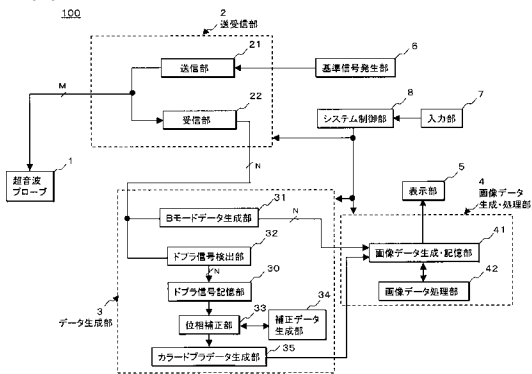 100
2
送受信部
21
送信部
6
基準信号発生部
22
受信部
8
システム制御部
7
入力部
M
1
超音波
プローブ
N
5
表示部
4
画像データ
生成・処理部
31
Bモードデータ生成部
N
41
画像データ生成・記憶部
32
ドプラ信号検出部
N
42
画像データ処理部
30
ドプラ信号記憶部
3
データ生成部
33
位相補正部
34
補正データ
生成部
35
カラードプラデータ生成部